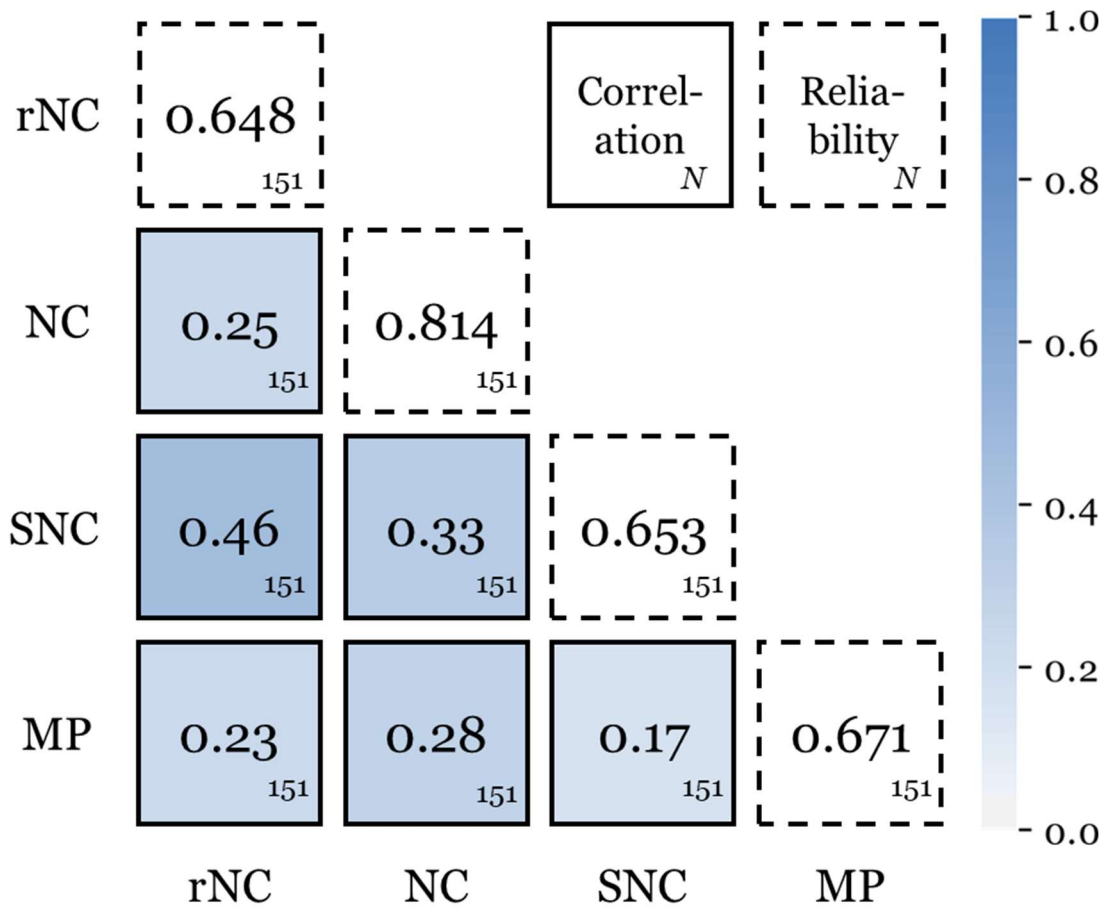 1.0
rNC
0.648
151
Correl-
ation
N
Relia-
bility
N
0.8
NC
0.25
151
0.814
151
0.6
SNC
0.46
151
0.33
151
0.653
151
0.4
0.2
MP
0.23
151
0.28
151
0.17
151
0.671
151
0.0
rNC NC SNC MP